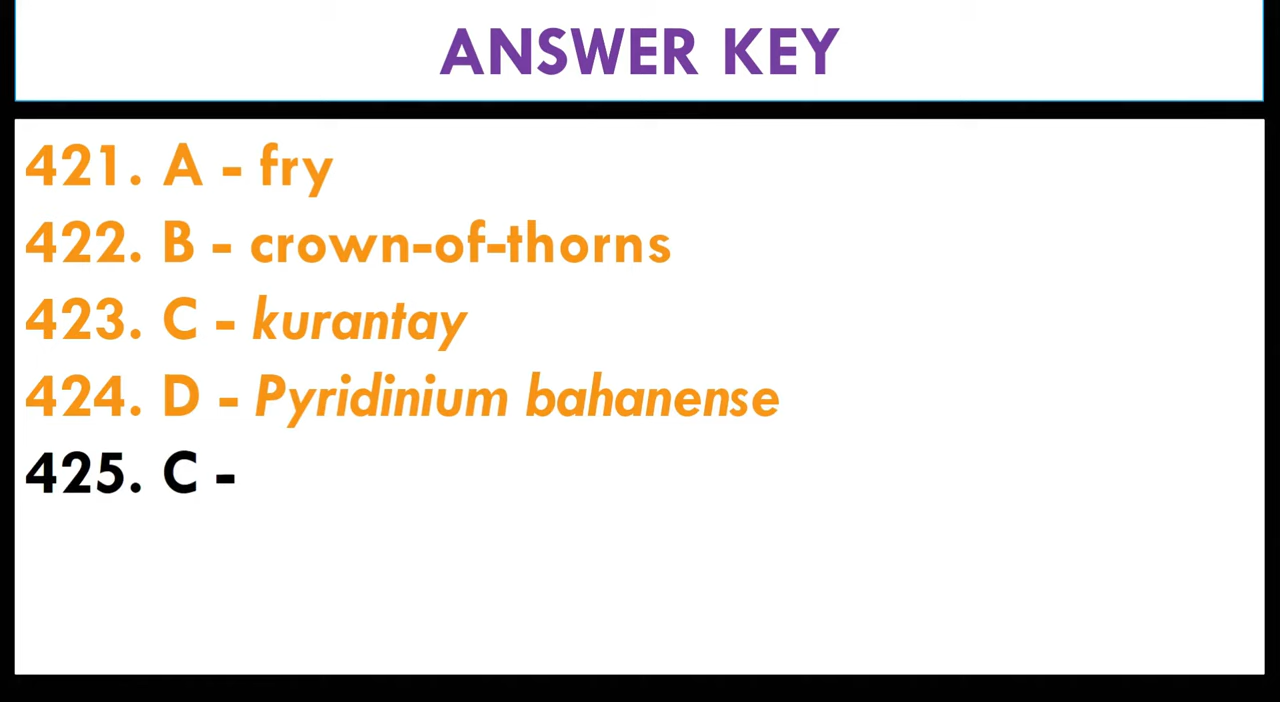 ANSWER KEY
421. A - fry
422. B - crown-of-thorns
423. C - kurantay
424. D - Pyridinium bahanense
425. C -